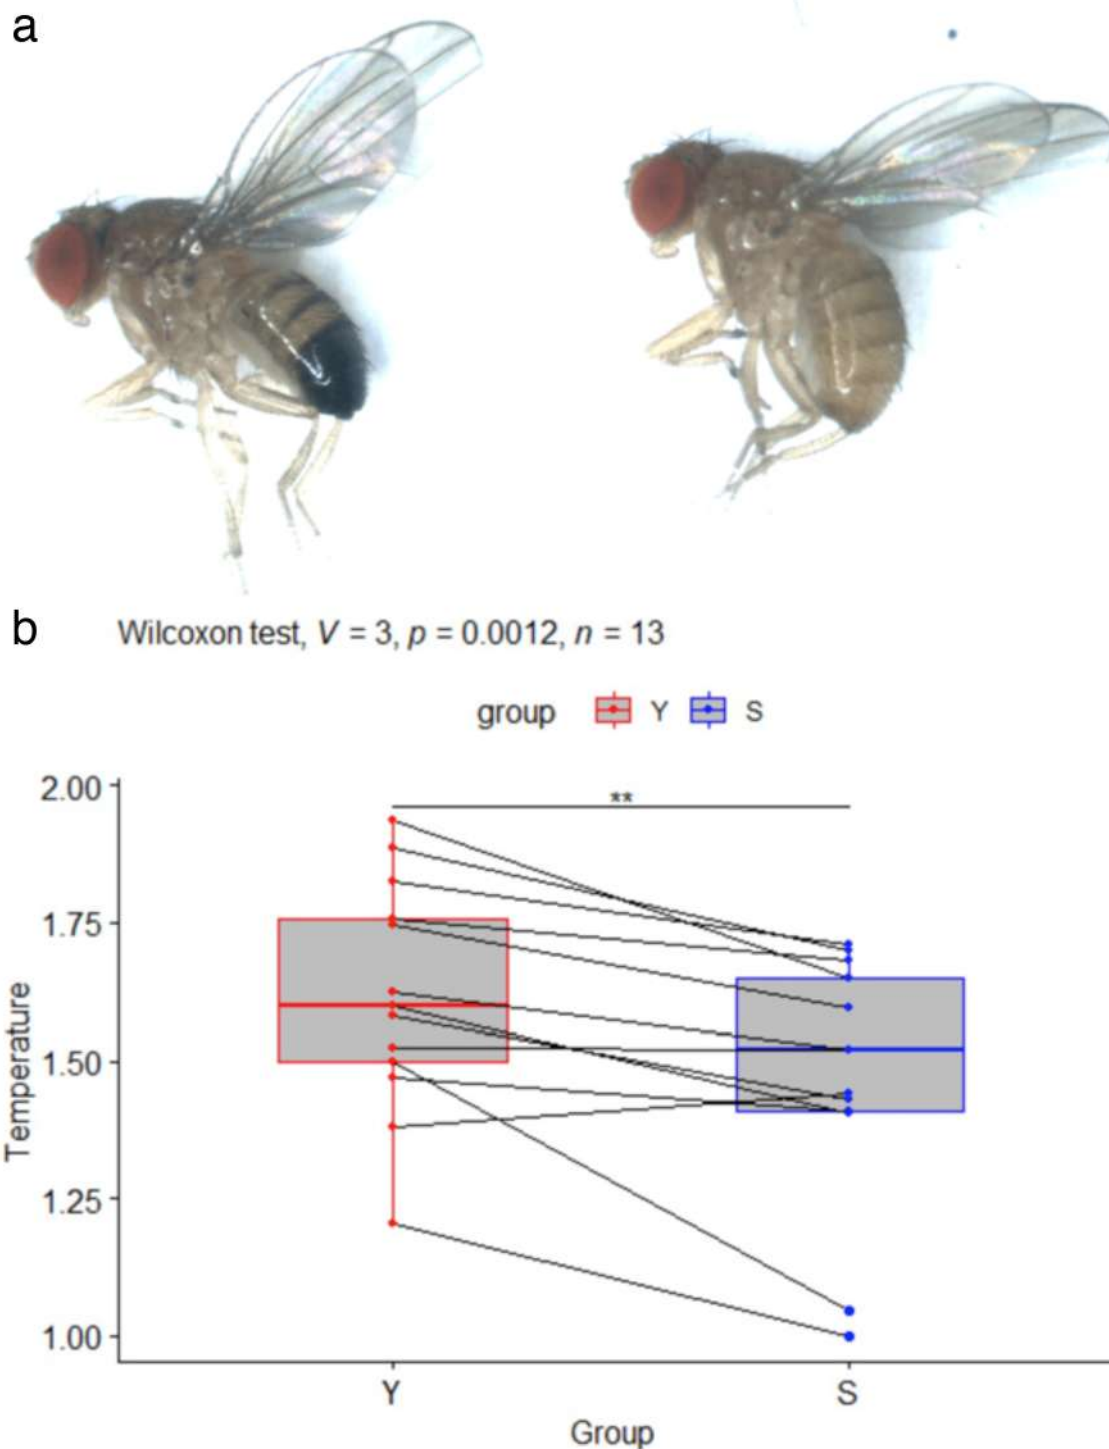 a
b
Wilcoxon test, V = 3, p = 0.0012, n = 13
group Y S
2.00
**
1.75
1.50
1.25
1.00
Temperature
Y S
Group